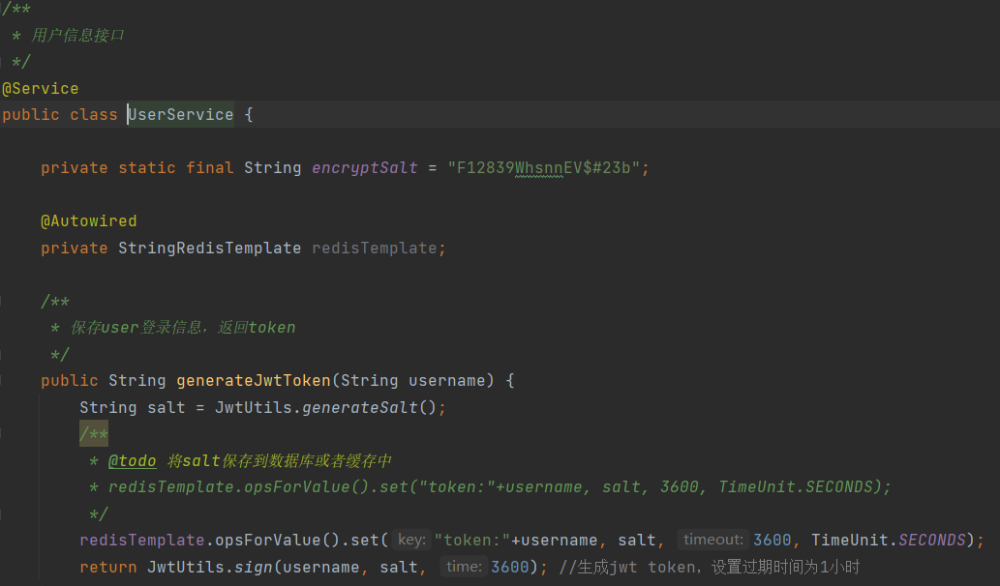 /**
 * 用户信息接口
 */
@Service
public class UserService {
private static final String encryptSalt = "F12839WhsnnEV$#23b";
@Autowired
private StringRedisTemplate redisTemplate;
/**
 * 保存user登录信息，返回token
 */
public String generateJwtToken(String username) {
String salt = JwtUtils.generateSalt();
/**
 * @todo 将salt保存到数据库或者缓存中
 * redisTemplate.opsForValue().set("token:"+username, salt, 3600, TimeUnit.SECONDS);
 */
redisTemplate.opsForValue().set( key: "token:"+username, salt, timeout: 3600, TimeUnit.SECONDS);
return JwtUtils.sign(username, salt, time: 3600); //生成jwt token，设置过期时间为1小时